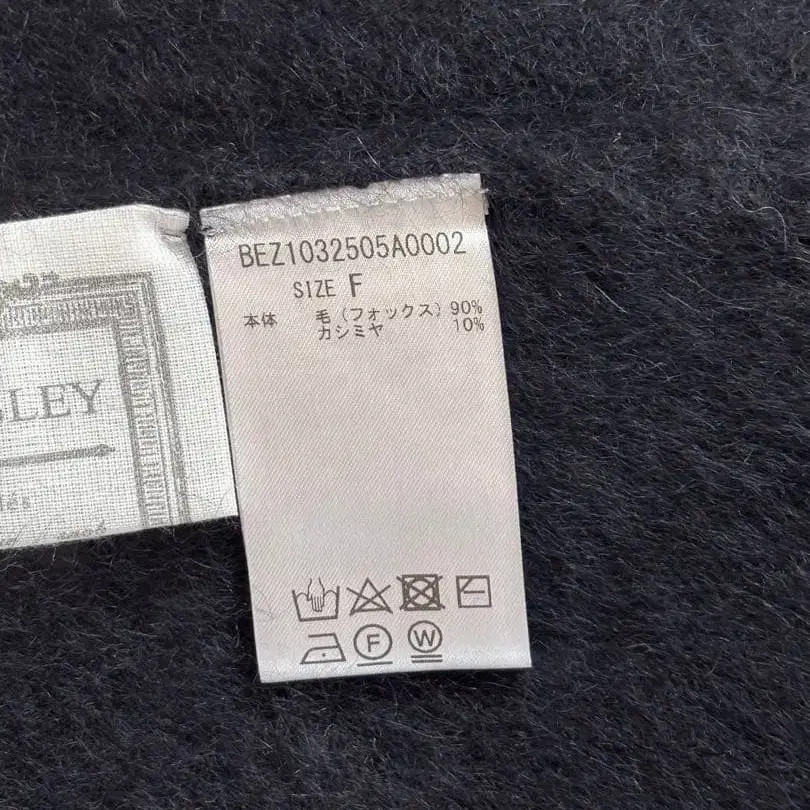 BEZ1032505A0002
SIZE F
本体 毛(フォックス) 90%
カシミヤ 10%
LEY
F
W